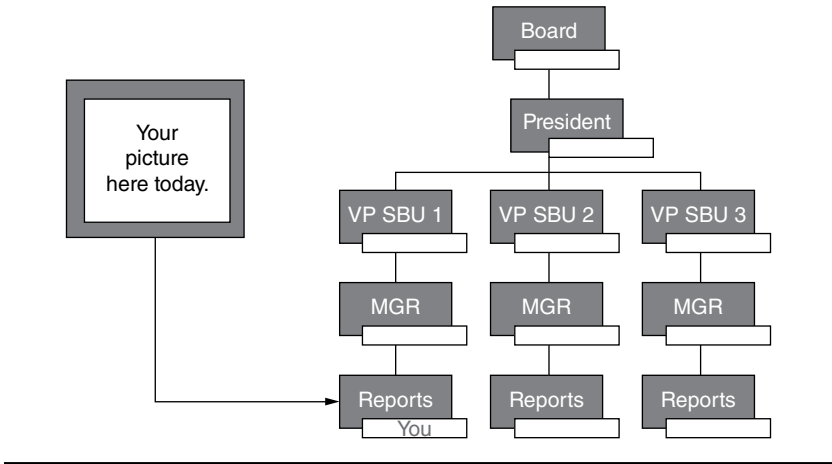 Board
Your
picture
here today.
President
VP SBU 1
VP SBU 2
VP SBU 3
MGR
MGR
MGR
Reports
Reports
Reports
You